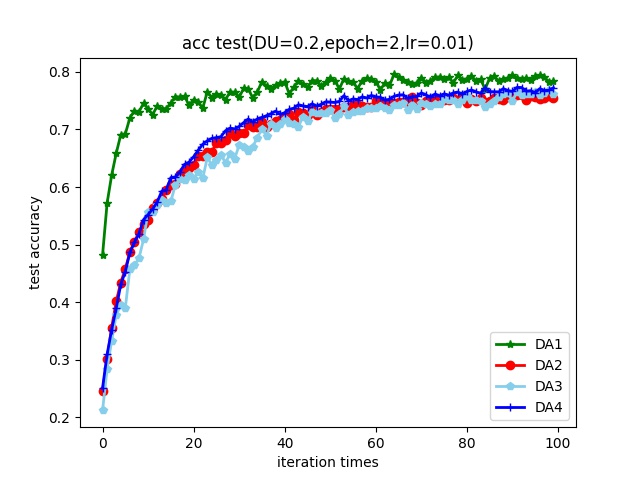 acc test(DU=0.2,epoch=2,lr=0.01)
0.8
0.7
0.6
0.5
0.4
0.3
0.2
test accuracy
0 20 40 60 80 100
iteration times
DA1
DA2
DA3
DA4